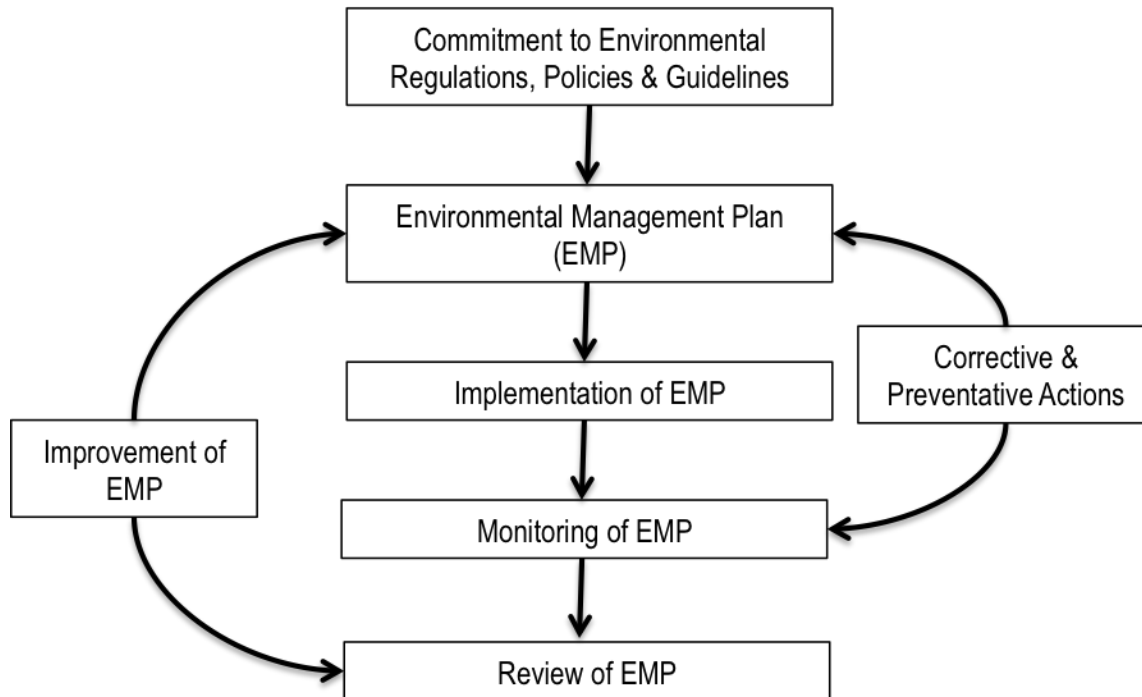 Commitment to Environmental
Regulations, Policies & Guidelines
Environmental Management Plan
(EMP)
Corrective &
Preventative Actions
Implementation of EMP
Improvement of
EMP
Monitoring of EMP
Review of EMP